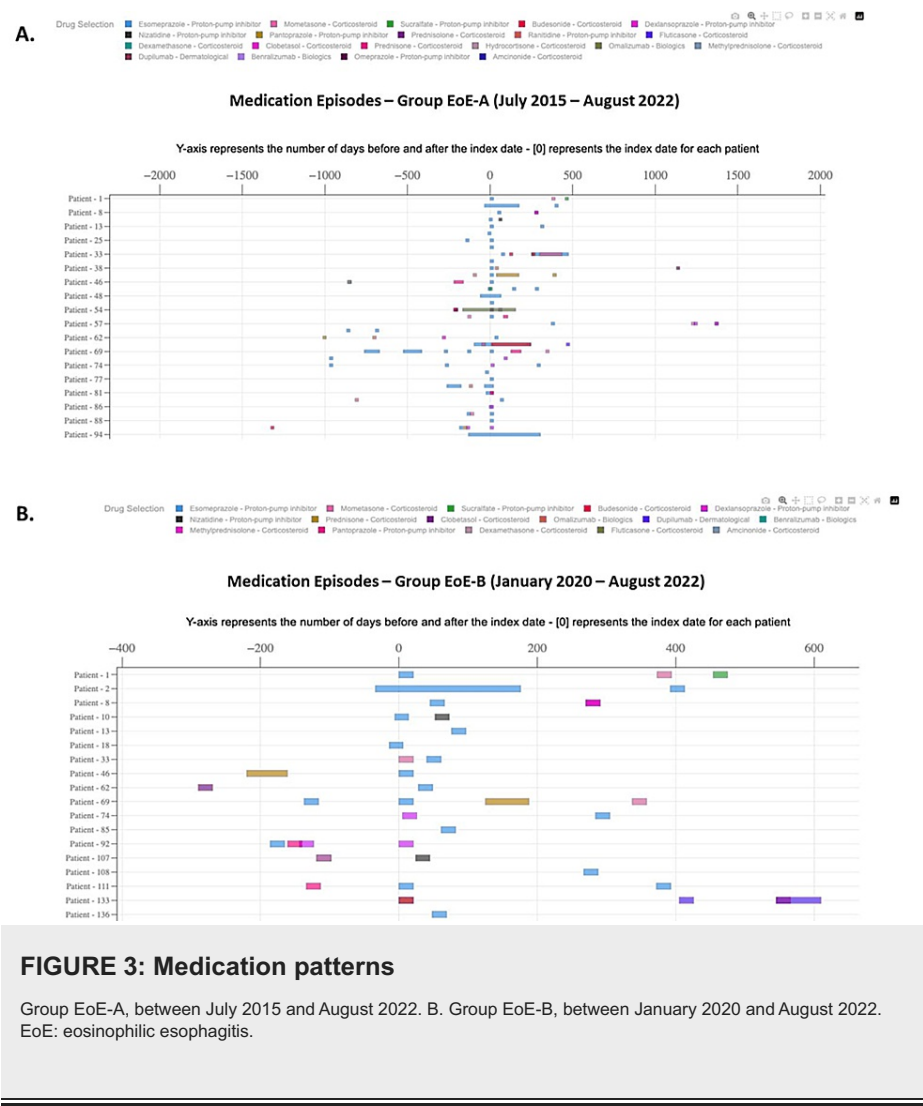 A.
Drug Selection
Esomeprazole - Proton-pump inhibitor Mometasone - Corticosteroid Sucralfate - Proton-pump inhibitor Budesonide - Corticosteroid Dexlansoprazole - Proton-pump inhibitor
Nizatidine - Proton-pump inhibitor Pantoprazole - Proton-pump inhibitor Prednisolone - Corticosteroid Ranitidine - Proton-pump inhibitor Fluticasone - Corticosteroid
Dexamethasone - Corticosteroid Clobetasol - Corticosteroid Prednisone - Corticosteroid Hydrocortisone - Corticosteroid Omalizumab - Biologics Methylprednisolone - Corticosteroid
Dupilumab - Dermatological Benralizumab - Biologics Omeprazole - Proton-pump inhibitor Amcinonide - Corticosteroid
Medication Episodes – Group EoE-A (July 2015 – August 2022)
Y-axis represents the number of days before and after the index date - [0] represents the index date for each patient
−2000 −1500 −1000 −500 0 500 1000 1500 2000
Patient - 1
Patient - 8
Patient - 13
Patient - 25
Patient - 33
Patient - 38
Patient - 46
Patient - 48
Patient - 54
Patient - 57
Patient - 62
Patient - 69
Patient - 74
Patient - 77
Patient - 81
Patient - 86
Patient - 88
Patient - 94
B.
Drug Selection
Esomeprazole - Proton-pump inhibitor Mometasone - Corticosteroid Sucralfate - Proton-pump inhibitor Budesonide - Corticosteroid Dexlansoprazole - Proton-pump inhibitor
Nizatidine - Proton-pump inhibitor Prednisone - Corticosteroid Clobetasol - Corticosteroid Omalizumab - Biologics Dupilumab - Dermatological Benralizumab - Biologics
Methylprednisolone - Corticosteroid Pantoprazole - Proton-pump inhibitor Dexamethasone - Corticosteroid Fluticasone - Corticosteroid Amcinonide - Corticosteroid
Medication Episodes – Group EoE-B (January 2020 – August 2022)
Y-axis represents the number of days before and after the index date - [0] represents the index date for each patient
−400 −200 0 200 400 600
Patient - 1
Patient - 2
Patient - 8
Patient - 10
Patient - 13
Patient - 18
Patient - 33
Patient - 46
Patient - 62
Patient - 69
Patient - 74
Patient - 85
Patient - 92
Patient - 107
Patient - 108
Patient - 111
Patient - 133
Patient - 136
FIGURE 3: Medication patterns
Group EoE-A, between July 2015 and August 2022. B. Group EoE-B, between January 2020 and August 2022.
EoE: eosinophilic esophagitis.